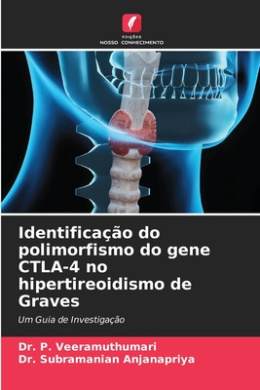 edições
NOSSO CONHECIMENTO
Identificação do
polimorfismo do gene
CTLA-4 no
hipertireoidismo de
Graves
Um Guia de Investigação
Dr. P. Veeramuthumari
Dr. Subramanian Anjanapriya